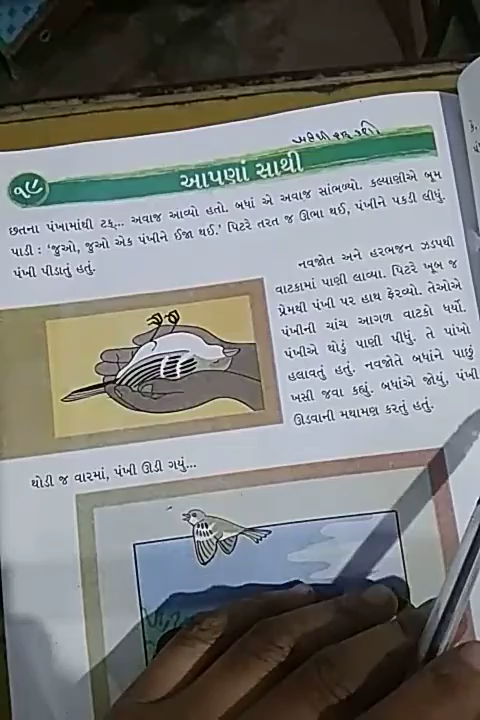 ૧૯
આપણાં સાથી
છતના પંખામાંથી ટક્... અવાજ આવ્યો હતો. બધાં એ અવાજ સાંભળ્યો. કલ્યાણીએ બૂમ
પાડી : ‘જુઓ, જુઓ એક પંખીને ઈજા થઈ.’ પિટરે તરત જ ઊભા થઈ, પંખીને પકડી લીધું.
પંખી પીડાતું હતું.
નવજોત અને હરભજન ઝડપથી
વાટકામાં પાણી લાવ્યા. પિટરે ખૂબ જ
પ્રેમથી પંખી પર હાથ ફેરવ્યો. તેઓએ
પંખીની ચાંચ આગળ વાટકો ધર્યો.
પંખીએ થોડું પાણી પીધું. તે પાંખો
હલાવતું હતું. નવજોતે બધાંને પાછું
ખસી જવા કહ્યું. બધાંએ જોયું, પંખી
ઊડવાની મથામણ કરતું હતું.
થોડી જ વારમાં, પંખી ઊડી ગયું...